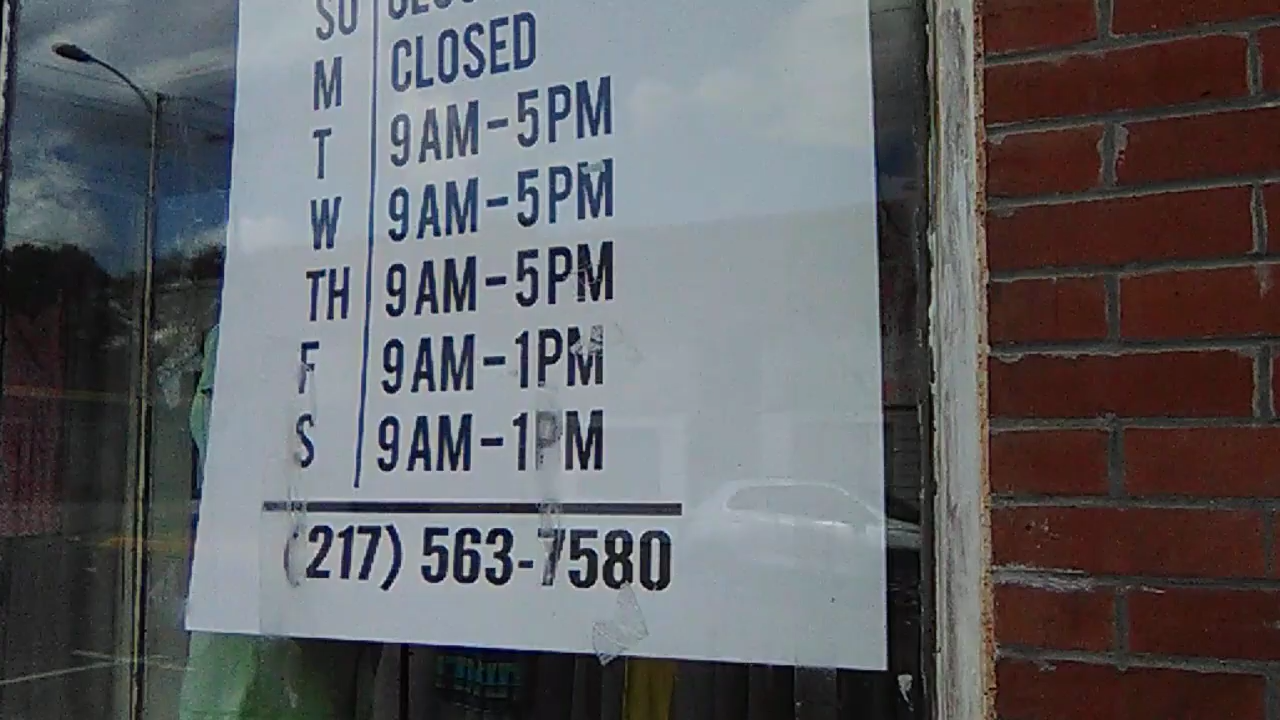 SU
M CLOSED
T 9AM-5PM
W 9AM-5PM
TH 9AM-5PM
F 9AM-1PM
S 9AM-1PM
(217) 563-7580